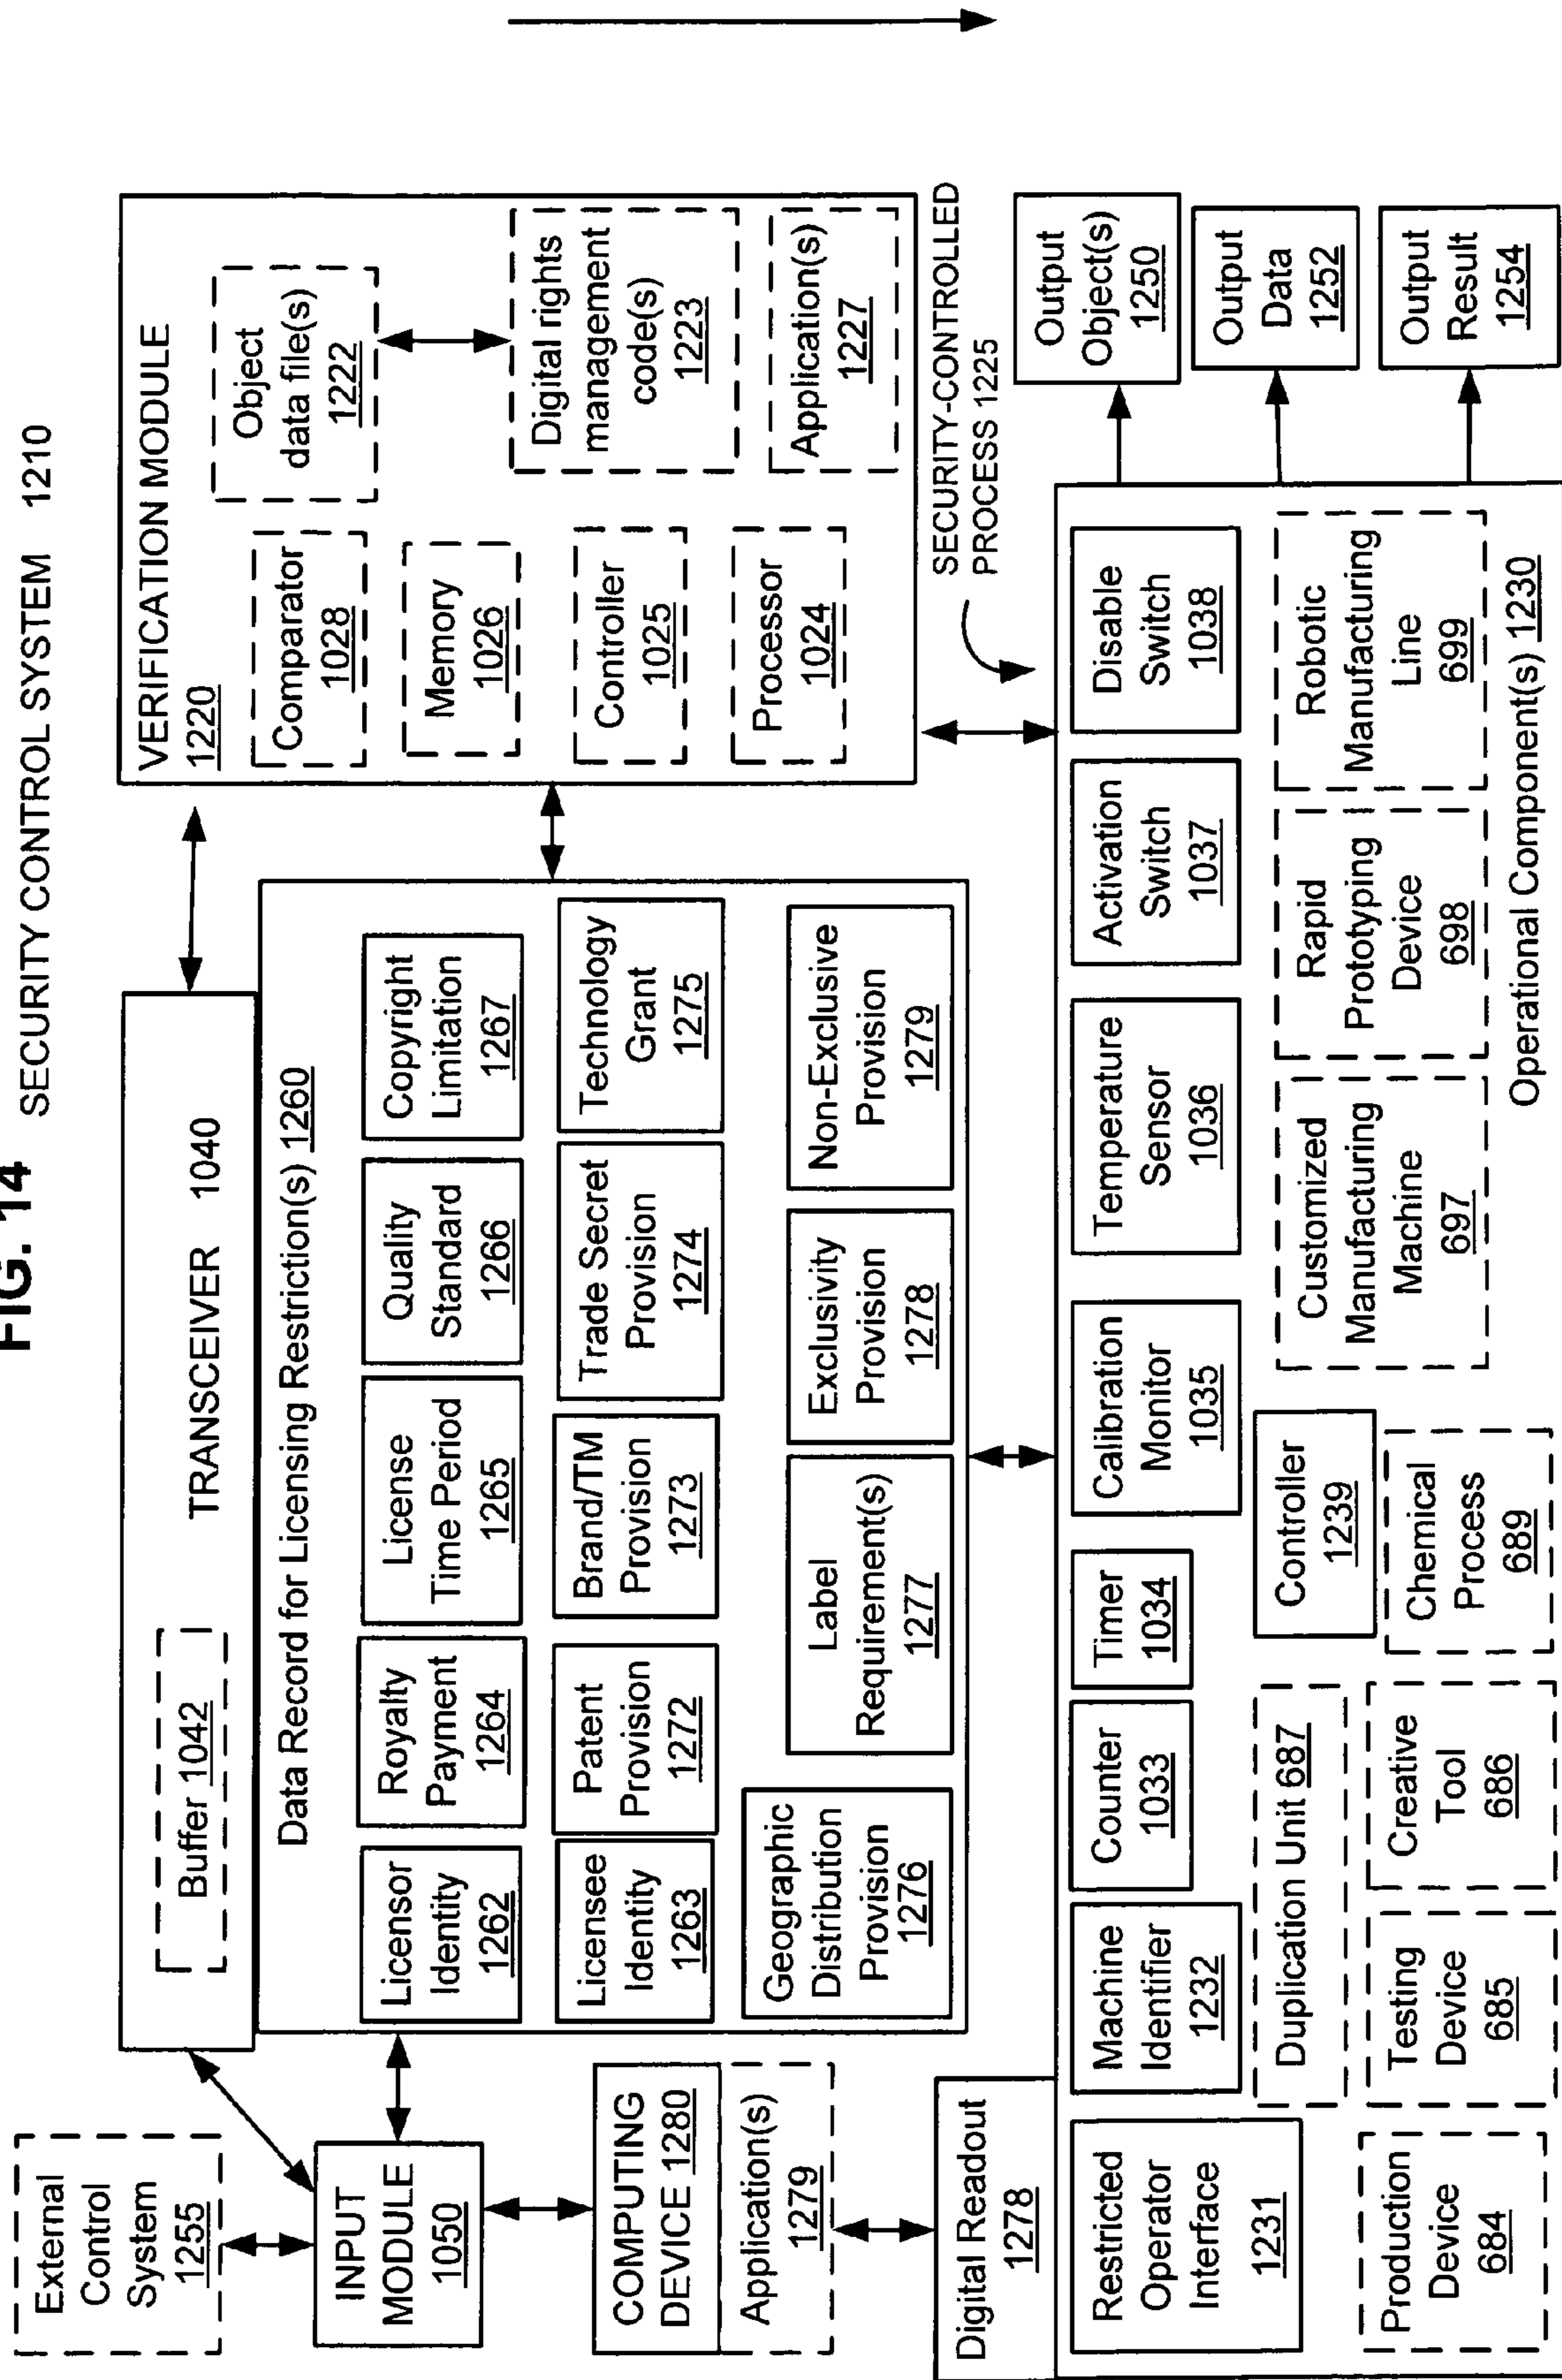 FIG. 14
SECURITY CONTROL SYSTEM 1210
External
Control
System
1255
INPUT
MODULE
1050
COMPUTING
DEVICE 1280
Application(s)
1279
Digital Readout
1278
Buffer 1042
TRANSCEIVER 1040
Data Record for Licensing Restriction(s) 1260
Licensor
Identity
1262
Royalty
Payment
1264
License
Time Period
1265
Quality
Standard
1266
Copyright
Limitation
1267
Licensee
Identity
1263
Patent
Provision
1272
Brand/TM
Provision
1273
Trade Secret
Provision
1274
Technology
Grant
1275
Geographic
Distribution
Provision
1276
Label
Requirement(s)
1277
Exclusivity
Provision
1278
Non-Exclusive
Provision
1279
VERIFICATION MODULE
1220
Comparator
1028
Memory
1026
Controller
1025
Processor
1024
Object
data file(s)
1222
Digital rights
management
code(s)
1223
Application(s)
1227
SECURITY-CONTROLLED
PROCESS 1225
Restricted
Operator
Interface
1231
Machine
Identifier
1232
Counter
1033
Timer
1034
Calibration
Monitor
1035
Temperature
Sensor
1036
Activation
Switch
1037
Disable
Switch
1038
Duplication Unit 687
Controller
1239
Production
Device
684
Testing
Device
685
Creative
Tool
686
Chemical
Process
689
Customized
Manufacturing
Machine
697
Rapid
Prototyping
Device
698
Robotic
Manufacturing
Line
699
Operational Component(s) 1230
Output
Object(s)
1250
Output
Data
1252
Output
Result
1254